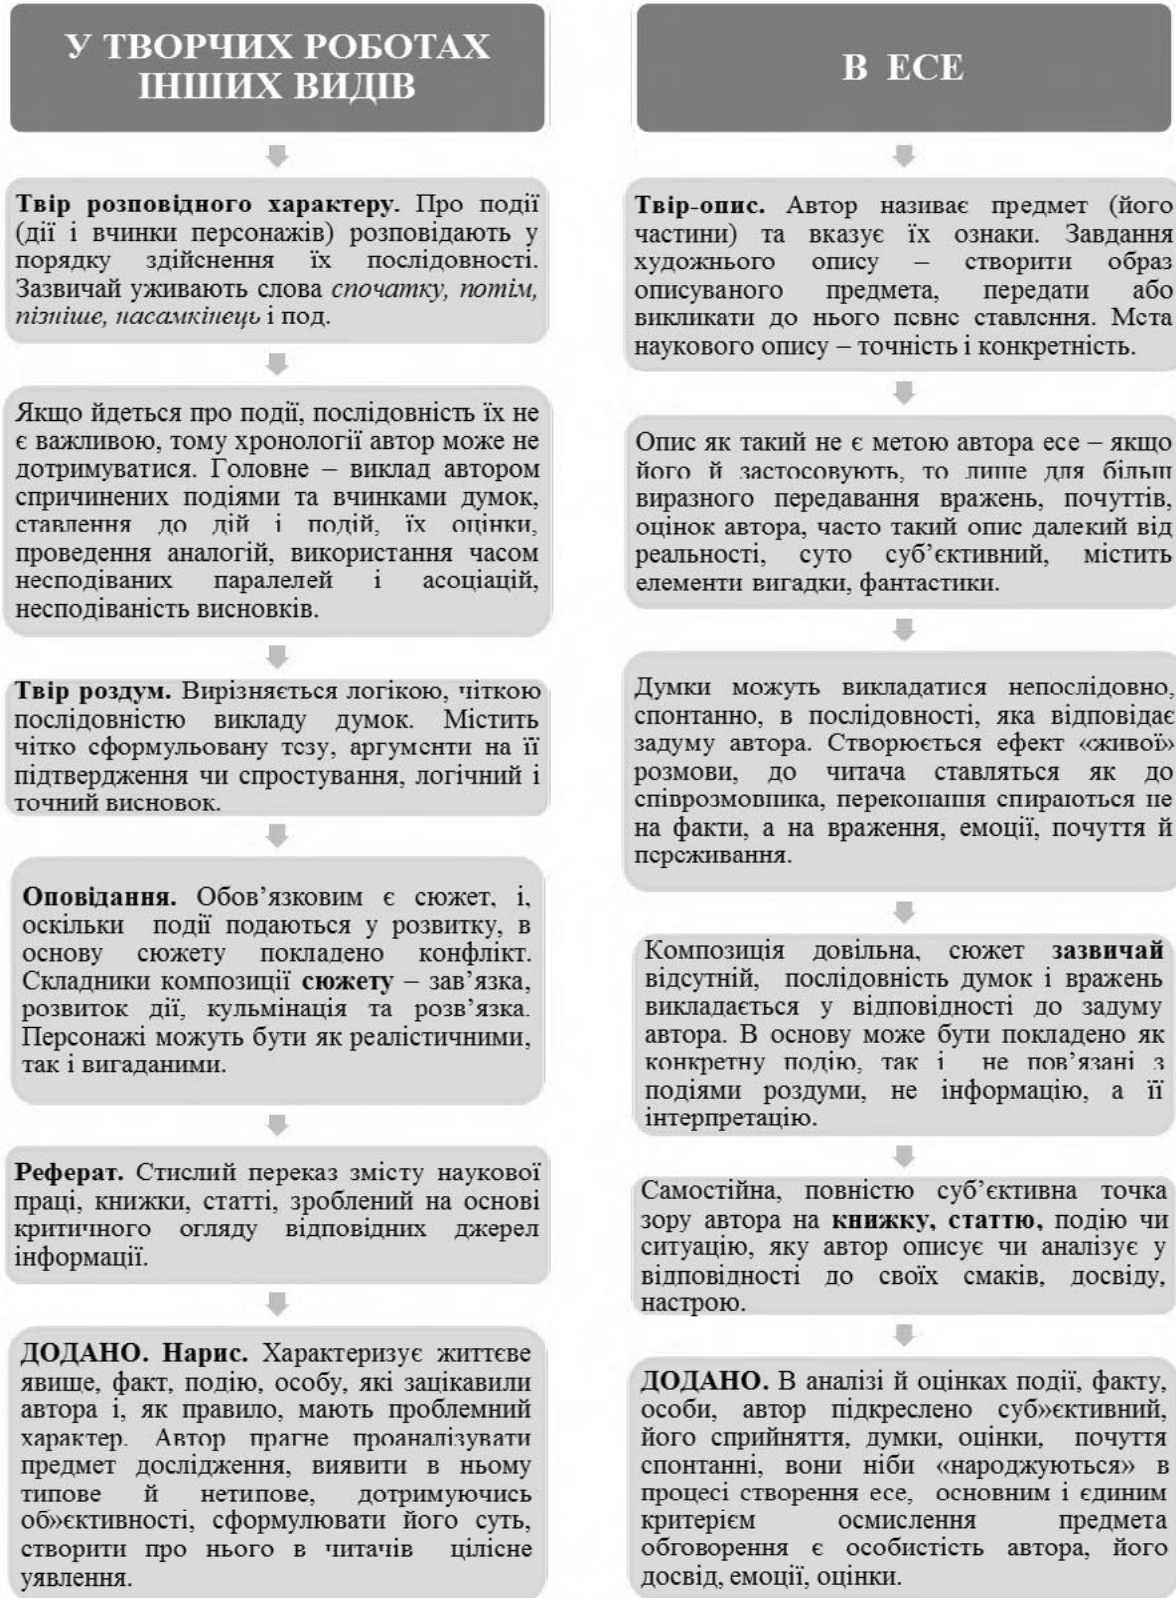 У ТВОРЧИХ РОБОТАХ
ІНШИХ ВИДІВ
Твір розповідного характеру. Про події
(дії і вчинки персонажів) розповідають у
порядку здійснення їх послідовності.
Зазвичай уживають слова спочатку, потім,
пізніше, насамкінець і под.
Якщо йдеться про події, послідовність їх не
є важливою, тому хронології автор може не
дотримуватися. Головне – виклад автором
спричинених подіями та вчинками думок,
ставлення до дій і подій, їх оцінки,
проведення аналогій, використання часом
несподіваних паралелей і асоціацій,
несподіваність висновків.
Твір роздум. Вирізняється логікою, чіткою
послідовністю викладу думок. Містить
чітко сформульовану тезу, аргументи на її
підтвердження чи спростування, логічний і
точний висновок.
Оповідання. Обов’язковим є сюжет, і,
оскільки події подаються у розвитку, в
основу сюжету покладено конфлікт.
Складники композиції сюжету – зав’язка,
розвиток дії, кульмінація та розв’язка.
Персонажі можуть бути як реалістичними,
так і вигаданими.
Реферат. Стислий переказ змісту наукової
праці, книжки, статті, зроблений на основі
критичного огляду відповідних джерел
інформації.
ДОДАНО. Нарис. Характеризує життєве
явище, факт, подію, особу, які зацікавили
автора і, як правило, мають проблемний
характер. Автор прагне проаналізувати
предмет дослідження, виявити в ньому
типове й нетипове, дотримуючись
об»єктивності, сформулювати його суть,
створити про нього в читачів цілісне
уявлення.
В ЕСЕ
Твір-опис. Автор називає предмет (його
частини) та вказує їх ознаки. Завдання
художнього опису – створити образ
описуваного предмета, передати або
викликати до нього певне ставлення. Мета
наукового опису – точність і конкретність.
Опис як такий не є метою автора есе – якщо
його й застосовують, то лише для більш
виразного передавання вражень, почуттів,
оцінок автора, часто такий опис далекий від
реальності, суто суб’єктивний, містить
елементи вигадки, фантастики.
Думки можуть викладатися непослідовно,
спонтанно, в послідовності, яка відповідає
задуму автора. Створюється ефект «живої»
розмови, до читача ставляться як до
співрозмовника, переконання спираються не
на факти, а на враження, емоції, почуття й
переживання.
Композиція довільна, сюжет зазвичай
відсутній, послідовність думок і вражень
викладається у відповідності до задуму
автора. В основу може бути покладено як
конкретну подію, так і не пов’язані з
подіями роздуми, не інформацію, а її
інтерпретацію.
Самостійна, повністю суб’єктивна точка
зору автора на книжку, статтю, подію чи
ситуацію, яку автор описує чи аналізує у
відповідності до своїх смаків, досвіду,
настрою.
ДОДАНО. В аналізі й оцінках події, факту,
особи, автор підкреслено суб»єктивний,
його сприйняття, думки, оцінки, почуття
спонтанні, вони ніби «народжуються» в
процесі створення есе, основним і єдиним
критерієм осмислення предмета
обговорення є особистість автора, його
досвід, емоції, оцінки.